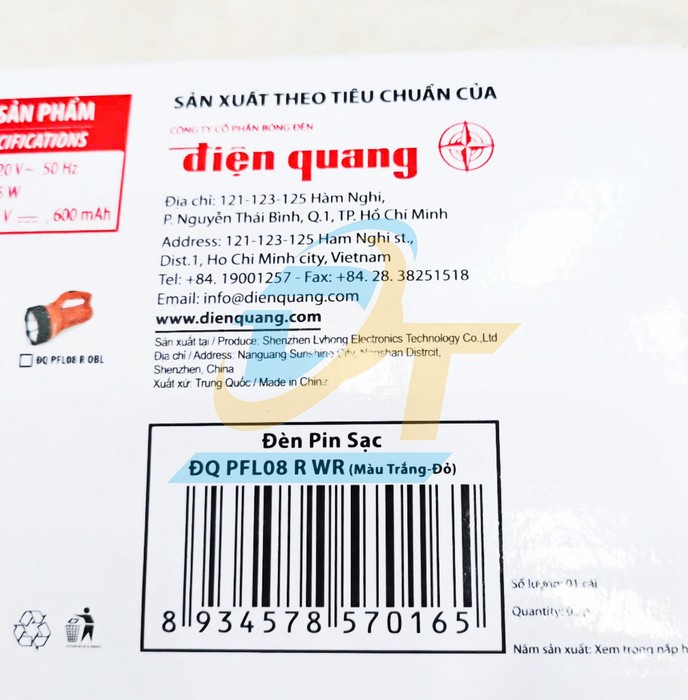 SẢN PHẨM
CIFICATIONS
20 V~ 50 Hz
W
V 600 mAh
ĐQ PFL08 R OBL
SẢN XUẤT THEO TIÊU CHUẨN CỦA
CÔNG TY CỔ PHẦN BÓNG ĐÈN
điện quang
Địa chỉ: 121-123-125 Hàm Nghi,
P. Nguyễn Thái Bình, Q.1, TP. Hồ Chí Minh
Address: 121-123-125 Ham Nghi st.,
Dist.1, Ho Chi Minh city, Vietnam
Tel: +84. 19001257 - Fax: +84. 28. 38251518
Email: info@dienquang.com
www.dienquang.com
Sản xuất tại / Produce: Shenzhen Lvhong Electronics Technology Co.,Ltd
Địa chỉ / Address: Nanguang Sunshine City, Nanshan Distrcit,
Shenzhen, China
Xuất xứ: Trung Quốc / Made in China
DT
Đèn Pin Sạc
ĐQ PFL08 R WR (Màu Trắng-Đỏ)
8 934578 570165
Số lượng: 01 cái
Quantity:
Năm sản xuất: Xem trong nắp